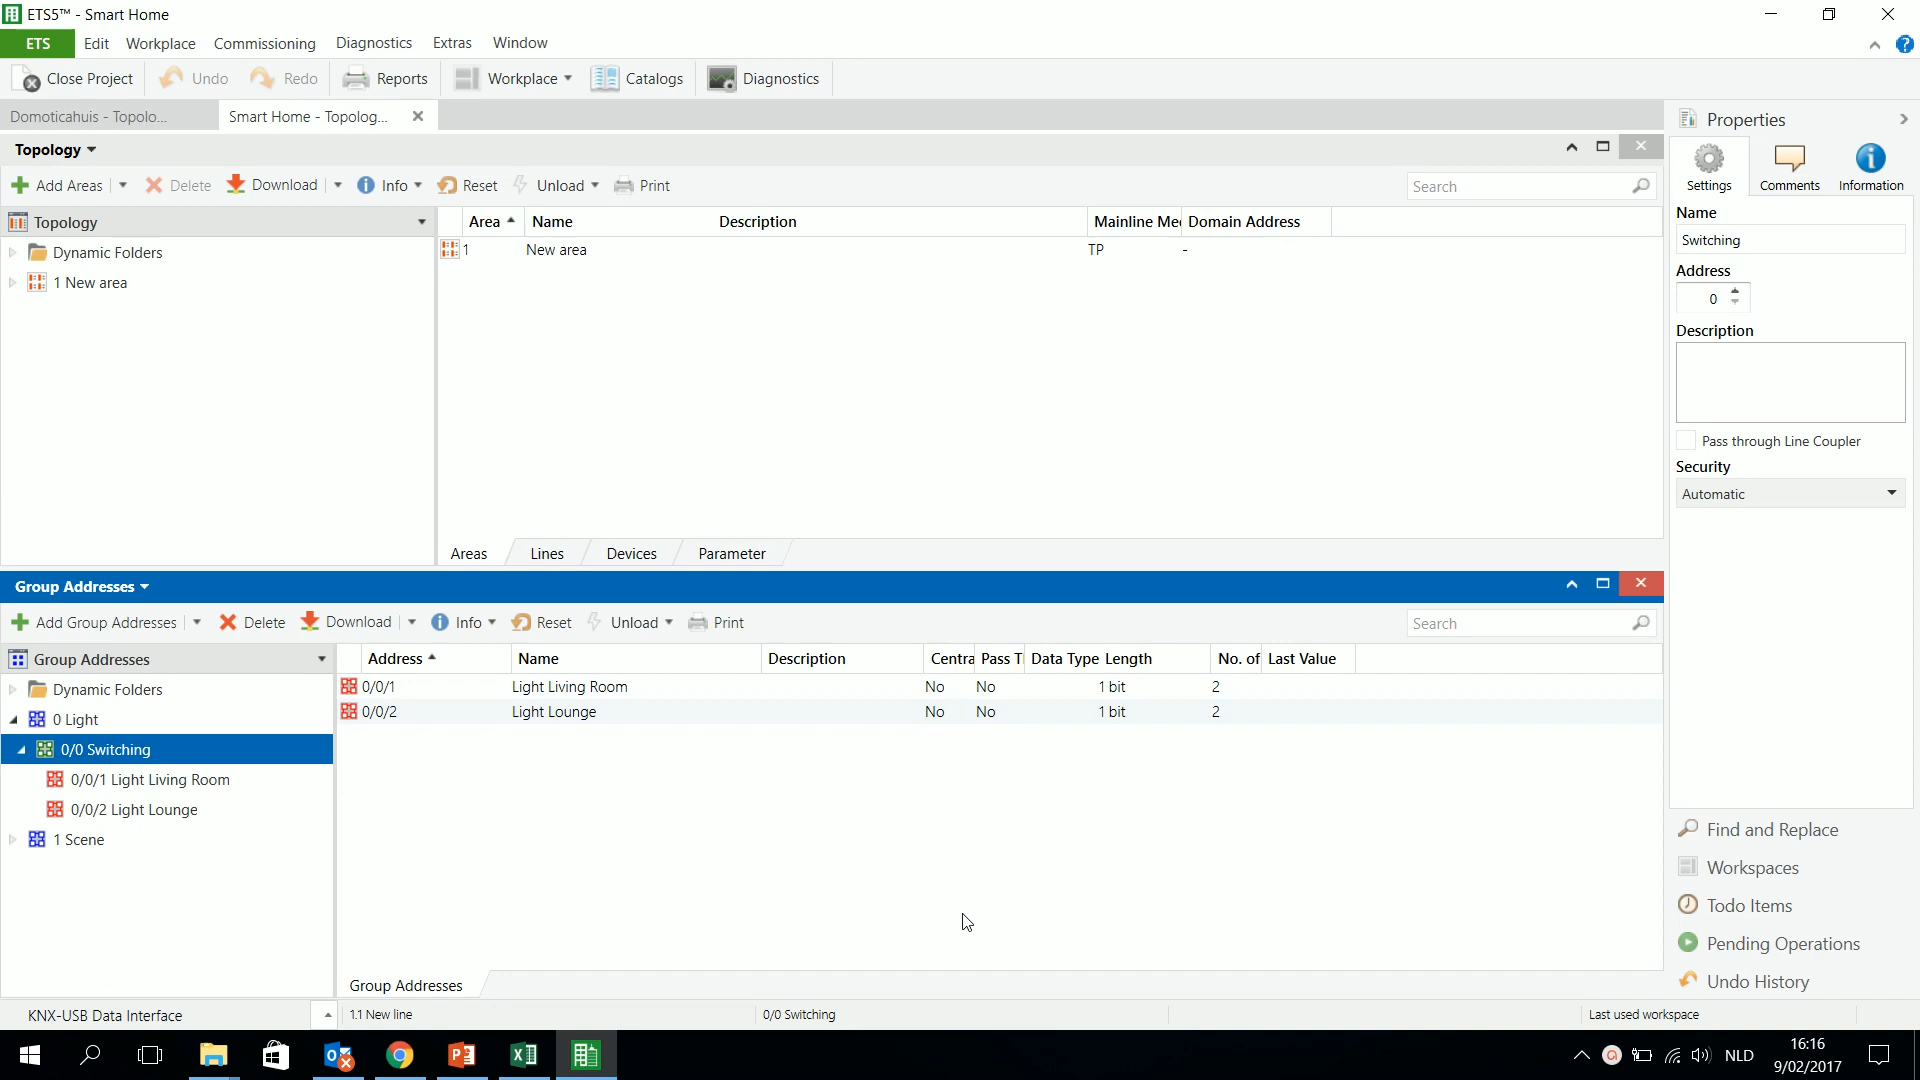 ETS5™ - Smart Home
ETS Edit Workplace Commissioning Diagnostics Extras Window
Close Project Undo Redo Reports Workplace Catalogs Diagnostics
Domoticahuis - Topolo... Smart Home - Topolog...
Topology
Add Areas Delete Download Info Reset Unload Print Search
Topology
Dynamic Folders
1 New area
Area Name Description Mainline Me Domain Address
1 New area TP -
Areas Lines Devices Parameter
Group Addresses
Add Group Addresses Delete Download Info Reset Unload Print Search
Group Addresses
Dynamic Folders
0 Light
0/0 Switching
0/0/1 Light Living Room
0/0/2 Light Lounge
1 Scene
Address Name Description Centra Pass T Data Type Length No. of Last Value
0/0/1 Light Living Room No No 1 bit 2
0/0/2 Light Lounge No No 1 bit 2
Group Addresses
Properties
Settings Comments Information
Name
Switching
Address
0
Description
Pass through Line Coupler
Security
Automatic
Find and Replace
Workspaces
Todo Items
Pending Operations
Undo History
KNX-USB Data Interface 1.1 New line 0/0 Switching Last used workspace
NLD
16:16
9/02/2017